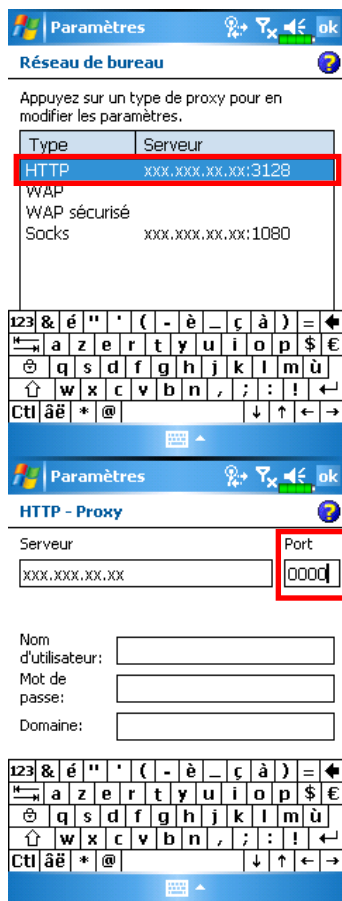 Paramètres ok
Réseau de bureau ?
Appuyez sur un type de proxy pour en
modifier les paramètres.
Type Serveur
HTTP xxx.xxx.xx.xx:3128
WAP
WAP sécurisé
Socks xxx.xxx.xx.xx:1080
123 & é " ' ( - è _ ç à ) = ←
a z e r t y u i o p $ €
q s d f g h j k l m ù
⇧ w x c v b n , ; : ! ↵
Ctl áë * @ ↓ ↑ ← →
Paramètres ok
HTTP - Proxy ?
Serveur Port
xxx.xxx.xx.xx 0000
Nom
d'utilisateur:
Mot de
passe:
Domaine:
123 & é " ' ( - è _ ç à ) = ←
a z e r t y u i o p $ €
q s d f g h j k l m ù
⇧ w x c v b n , ; : ! ↵
Ctl áë * @ ↓ ↑ ← →